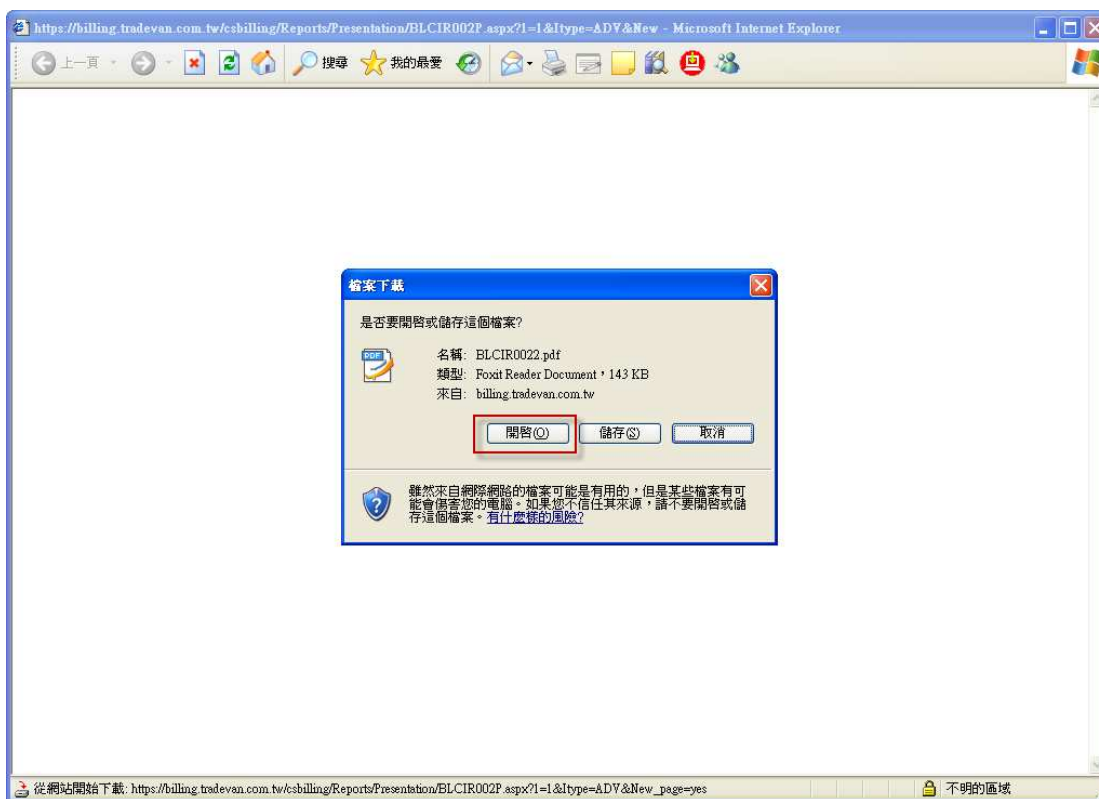 https://billing.tradevan.com.tw/csbilling/Reports/Presentation/BLCIR002P.aspx?1=1&Itype=ADV&New - Microsoft Internet Explorer
上一頁 搜尋 我的最愛
檔案下載
是否要開啓或儲存這個檔案?
PDF
名稱: BLCIR0022.pdf
類型: Foxit Reader Document，143 KB
來自: billing.tradevan.com.tw
開啓(O) 儲存(S) 取消
雖然來自網際網路的檔案可能是有用的，但是某些檔案有可
能會傷害您的電腦。如果您不信任其來源，請不要開啓或儲
存這個檔案。有什麼樣的風險?
從網站開始下載: https://billing.tradevan.com.tw/csbilling/Reports/Presentation/BLCIR002P.aspx?1=1&Itype=ADV&New_page=yes 不明的區域